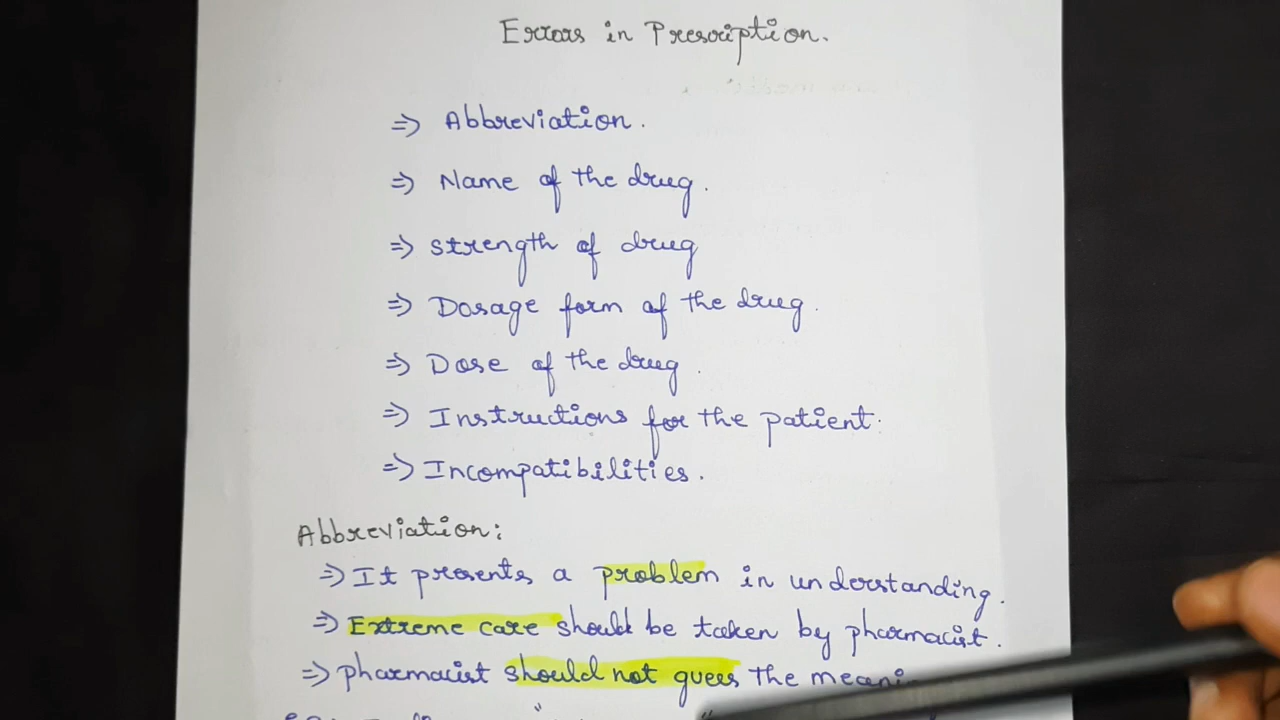 Errors in Prescription.
⇒ Abbreviation.
⇒ Name of the drug.
⇒ strength of drug
⇒ Dosage form of the drug.
⇒ Dose of the drug.
⇒ Instructions for the patient.
⇒ Incompatibilities.
Abbreviation:
⇒ It presents a problem in understanding.
⇒ Extreme care should be taken by pharmacist.
⇒ pharmacist should not guess the